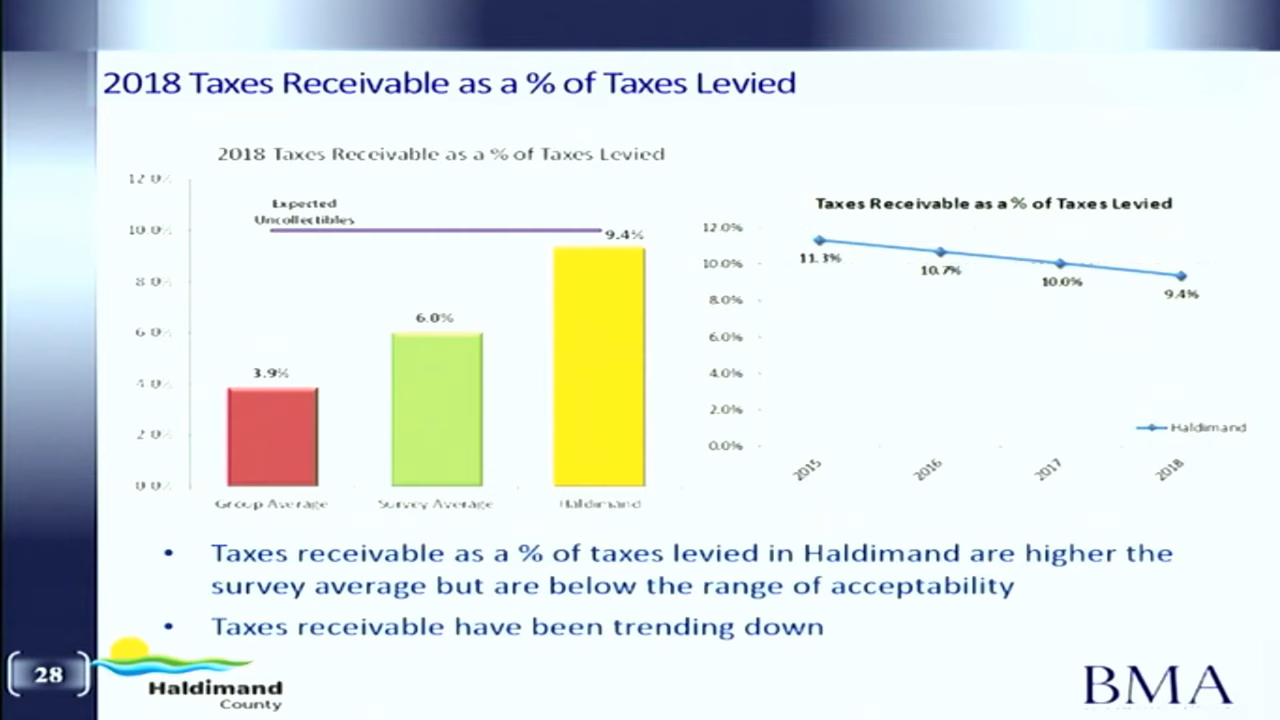 2018 Taxes Receivable as a % of Taxes Levied
2018 Taxes Receivable as a % of Taxes Levied
12.0%
Expected
Uncollectibles
10.0%
9.4%
8.0%
6.0%
6.0%
3.9%
4.0%
2.0%
0.0%
Group Average
Survey Average
Haldimand
Taxes Receivable as a % of Taxes Levied
12.0%
11.3%
10.7%
10.0%
9.4%
10.0%
8.0%
6.0%
4.0%
2.0%
0.0%
Haldimand
2015
2016
2017
2018
• Taxes receivable as a % of taxes levied in Haldimand are higher the
survey average but are below the range of acceptability
• Taxes receivable have been trending down
28
Haldimand
County
BMA